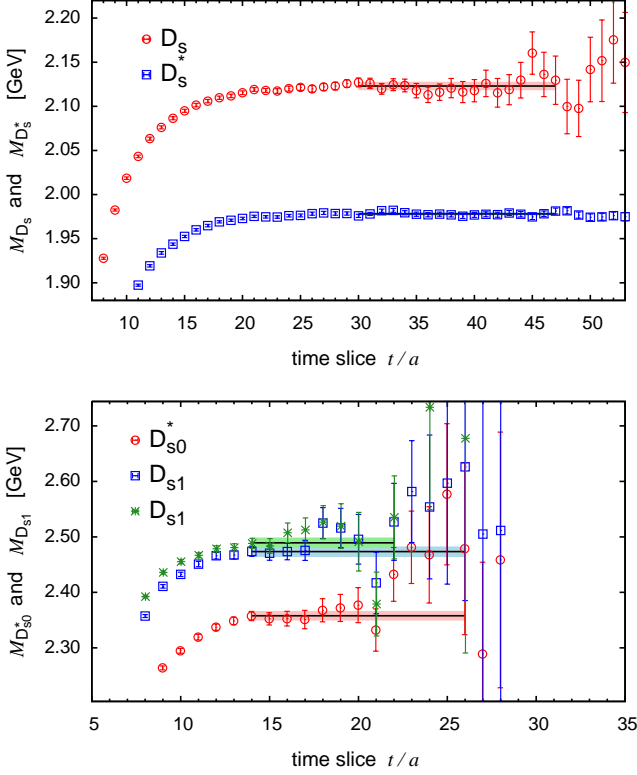 2.20
2.15
2.10
2.05
2.00
1.95
1.90
M_{D_s} and M_{D_s^*} [GeV]
D_s
D_s^*
10 15 20 25 30 35 40 45 50
time slice t/a
2.70
2.60
2.50
2.40
2.30
M_{D_{s0}^*} and M_{D_{s1}} [GeV]
D_{s0}^*
D_{s1}
D_{s1}
5 10 15 20 25 30 35
time slice t/a